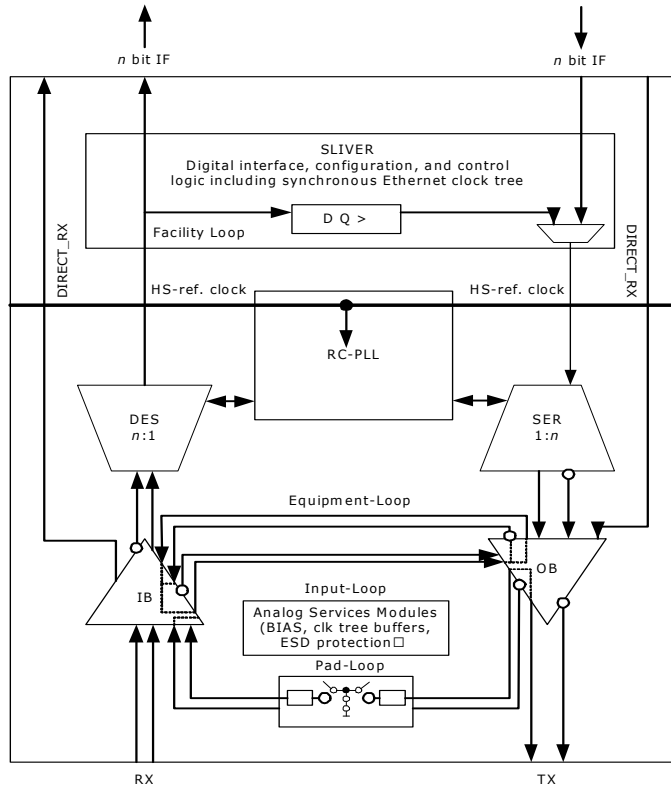 n bit IF
n bit IF
SLIVER
Digital interface, configuration, and control
logic including synchronous Ethernet clock tree
D Q >
Facility Loop
DIRECT_RX
DIRECT_RX
HS-ref. clock
HS-ref. clock
RC-PLL
DES
n:1
SER
1:n
Equipment-Loop
IB
OB
Input-Loop
Analog Services Modules
(BIAS, clk tree buffers,
ESD protection□
Pad-Loop
RX
TX